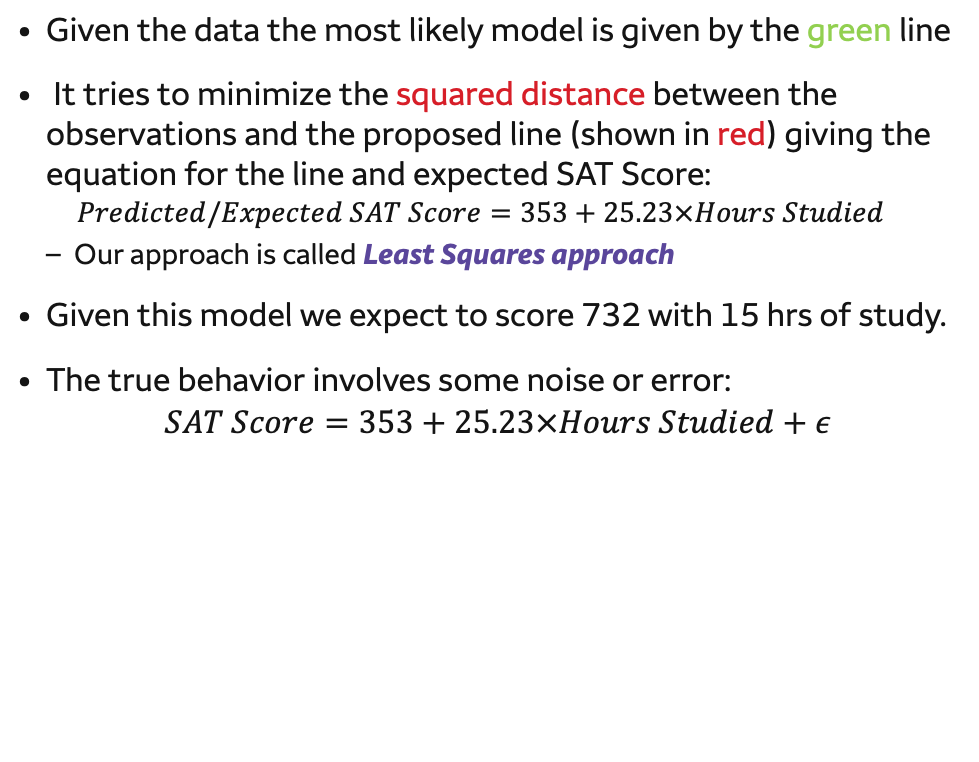 • Given the data the most likely model is given by the green line
• It tries to minimize the squared distance between the
observations and the proposed line (shown in red) giving the
equation for the line and expected SAT Score:
Predicted/Expected SAT Score = 353 + 25.23×Hours Studied
– Our approach is called Least Squares approach
• Given this model we expect to score 732 with 15 hrs of study.
• The true behavior involves some noise or error:
SAT Score = 353 + 25.23×Hours Studied + ϵ